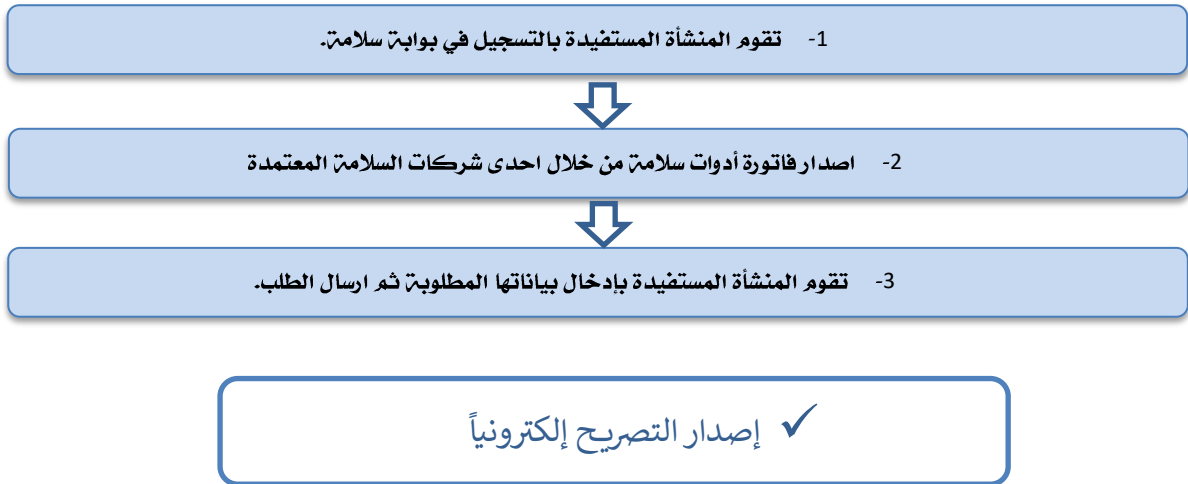 1- تقوم المنشأة المستفيدة بالتسجيل في بوابة سلامة.
2- اصدار فاتورة أدوات سلامة من خلال احدى شركات السلامة المعتمدة
3- تقوم المنشأة المستفيدة بإدخال بياناتها المطلوبة ثم ارسال الطلب.
✓ إصدار التصريح إلكترونياً